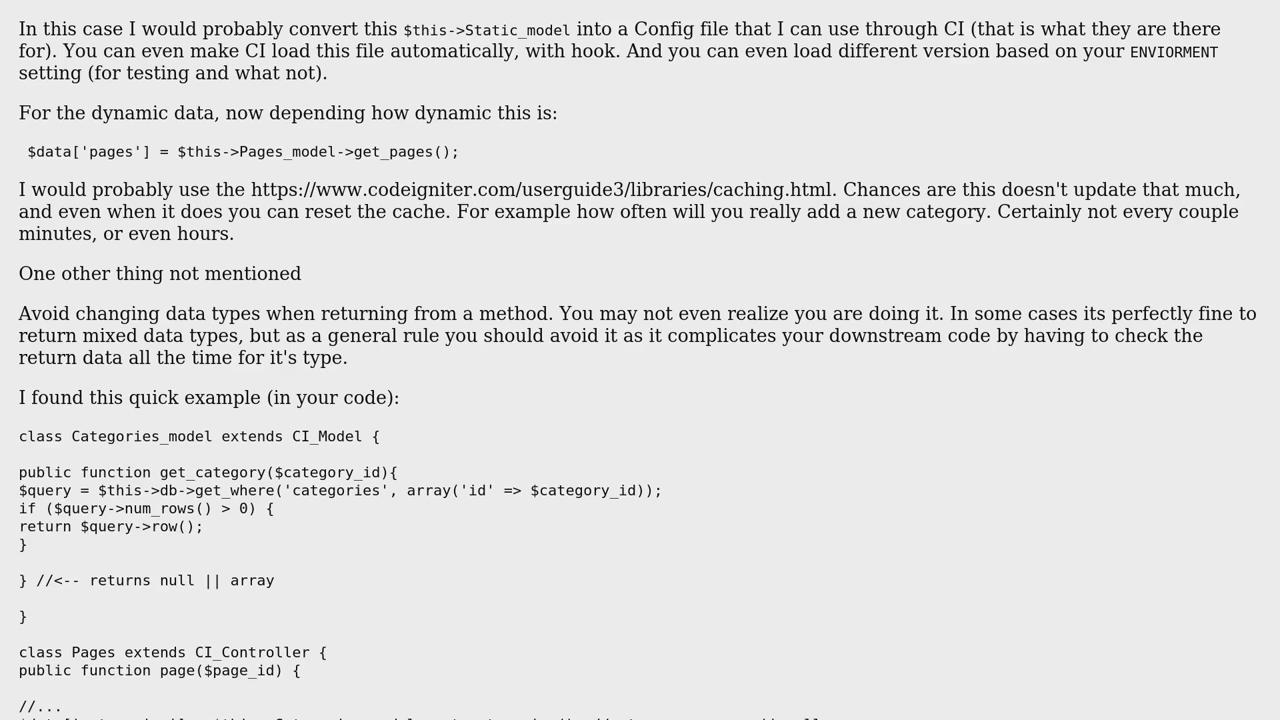 In this case I would probably convert this $this->Static_model into a Config file that I can use through CI (that is what they are there
for). You can even make CI load this file automatically, with hook. And you can even load different version based on your ENVIORMENT
setting (for testing and what not).
For the dynamic data, now depending how dynamic this is:
$data['pages'] = $this->Pages_model->get_pages();
I would probably use the https://www.codeigniter.com/userguide3/libraries/caching.html. Chances are this doesn't update that much,
and even when it does you can reset the cache. For example how often will you really add a new category. Certainly not every couple
minutes, or even hours.
One other thing not mentioned
Avoid changing data types when returning from a method. You may not even realize you are doing it. In some cases its perfectly fine to
return mixed data types, but as a general rule you should avoid it as it complicates your downstream code by having to check the
return data all the time for it's type.
I found this quick example (in your code):
class Categories_model extends CI_Model {
public function get_category($category_id){
$query = $this->db->get_where('categories', array('id' => $category_id));
if ($query->num_rows() > 0) {
return $query->row();
}
} //<-- returns null || array
}
class Pages extends CI_Controller {
public function page($page_id) {
//...